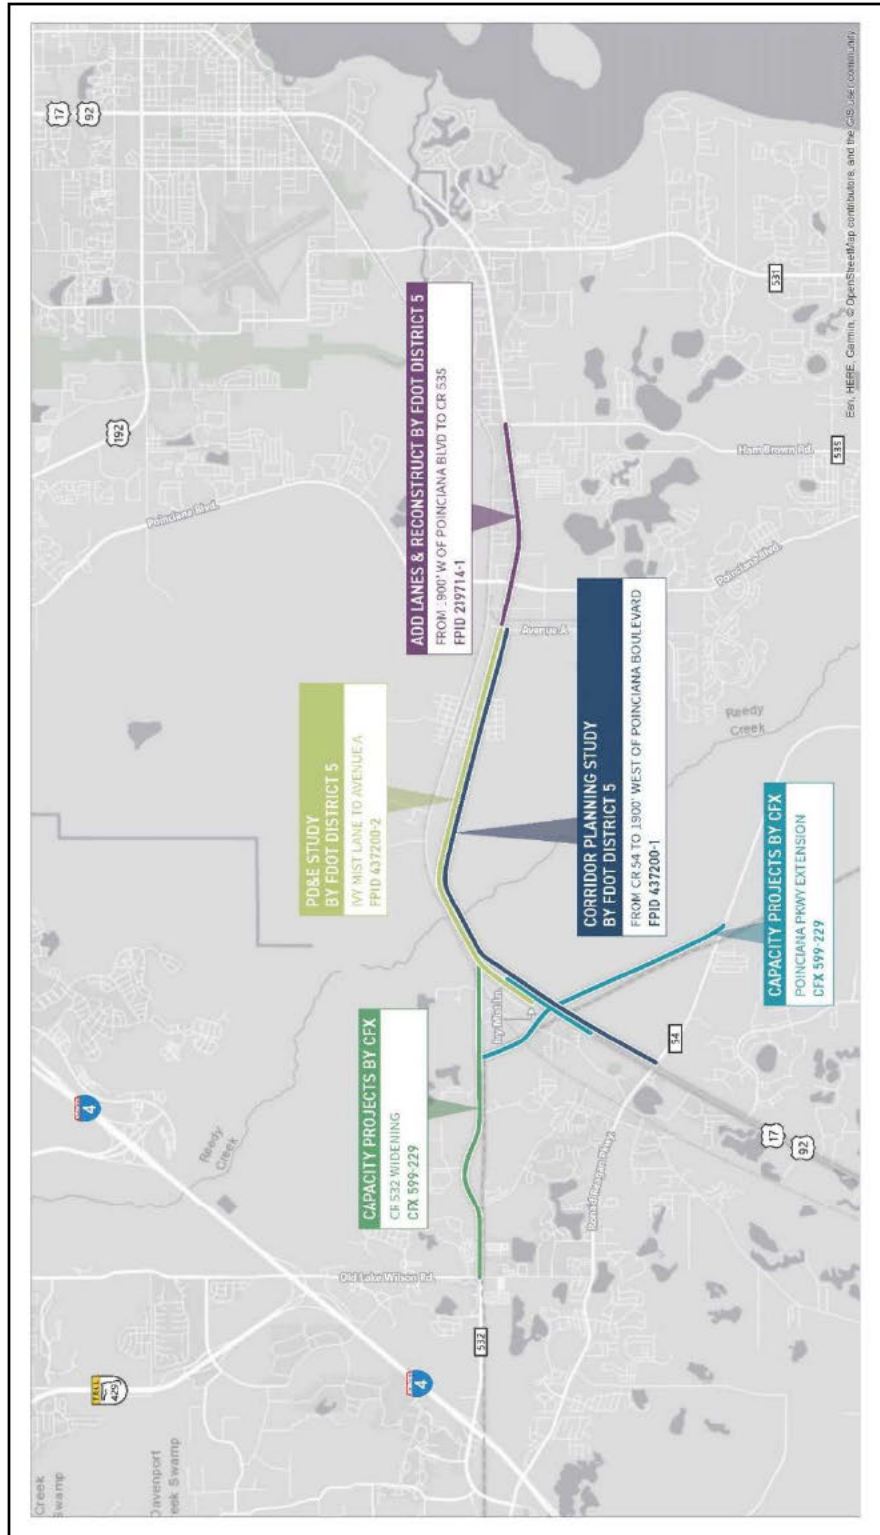 Creek
Swamp
Davenport
eek Swamp
TOLL
429
4
4
Reedy
Creek
192
17
92
Poinciana Blvd.
Old Lake Wilson Rd.
532
CAPACITY PROJECTS BY CFX
CR 532 WIDENING
CFX 599-229
PD&E STUDY
BY FDOT DISTRICT 5
IVY MIST LANE TO AVENUE A
FPID 437200-2
ADD LANES & RECONSTRUCT BY FDOT DISTRICT 5
FROM 1900' W OF POINCIANA BLVD TO CR 535
FPID 219714-1
Ivy Mist Ln.
Avenue A
Ronald Reagan Pkwy.
54
17
92
CORRIDOR PLANNING STUDY
BY FDOT DISTRICT 5
FROM CR 54 TO 1900' WEST OF POINCIANA BOULEVARD
FPID 437200-1
CAPACITY PROJECTS BY CFX
POINCIANA PKWY EXTENSION
CFX 599-229
Reedy
Creek
Poinciana Blvd.
Ham Brown Rd.
535
531
Esri, HERE, Garmin, © OpenStreetMap contributors, and the GIS user community